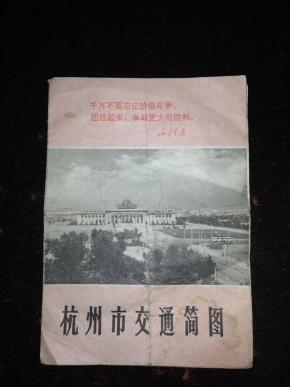 千万不要忘记阶级斗争。
团结起来，争取更大的胜利。
毛泽东
杭州市交通简图